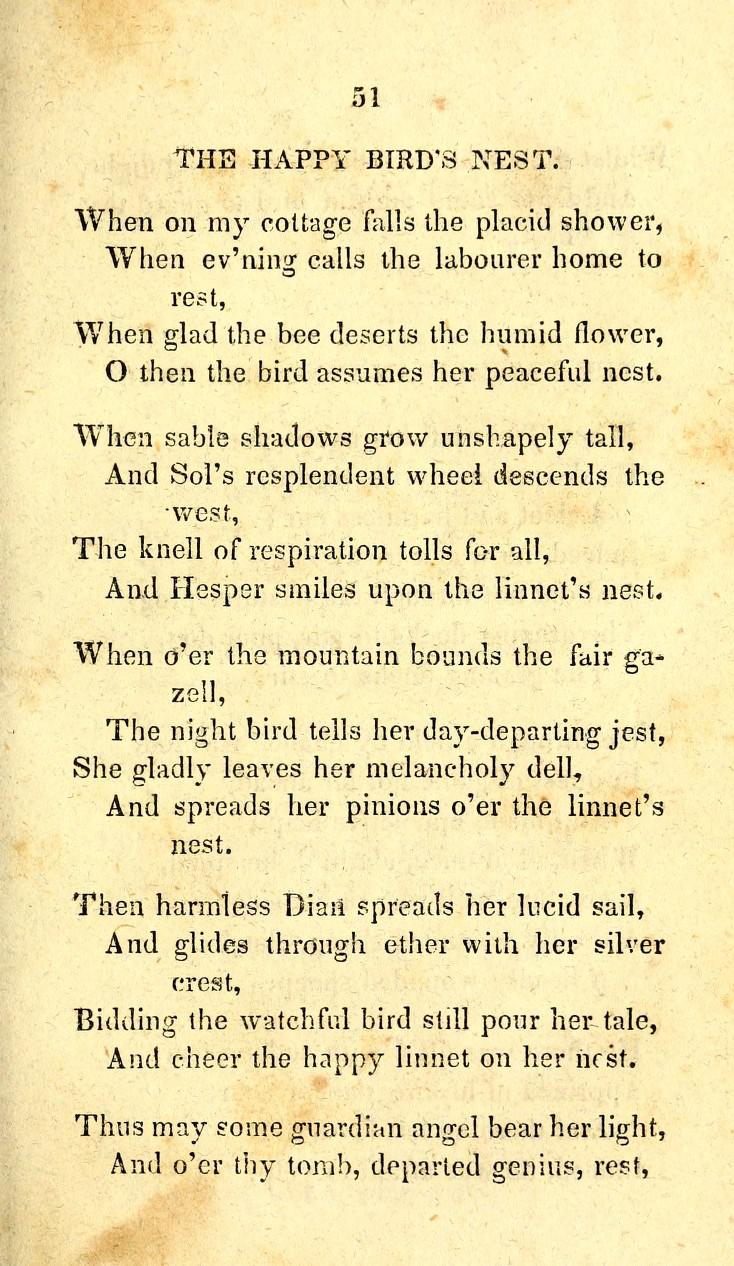 51
THE HAPPY BIRD'S NEST.
When on my cottage falls the placid shower,
When ev'ning calls the labourer home to
rest,
When glad the bee deserts the humid flower,
O then the bird assumes her peaceful nest.
When sable shadows grow unshapely tall,
And Sol's resplendent wheel descends the
west,
The knell of respiration tolls for all,
And Hesper smiles upon the linnet's nest.
When o'er the mountain bounds the fair ga-
zell,
The night bird tells her day-departing jest,
She gladly leaves her melancholy dell,
And spreads her pinions o'er the linnet's
nest.
Then harmless Dian spreads her lucid sail,
And glides through ether with her silver
crest,
Bidding the watchful bird still pour her tale,
And cheer the happy linnet on her nest.
Thus may some guardian angel bear her light,
And o'er thy tomb, departed genius, rest,